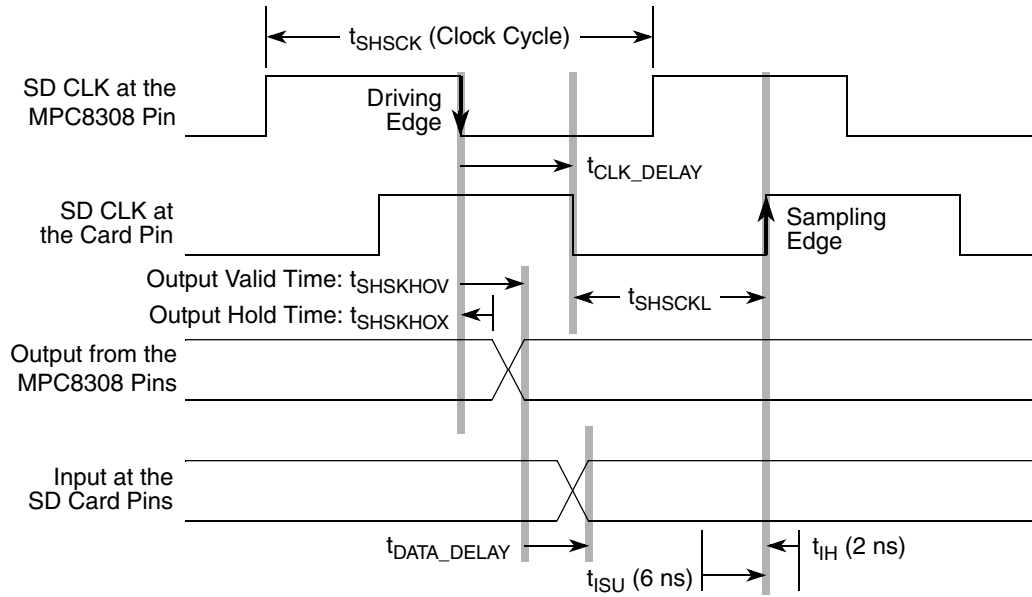 tSHSCK (Clock Cycle)
SD CLK at the
MPC8308 Pin
Driving
Edge
tCLK_DELAY
SD CLK at
the Card Pin
Sampling
Edge
Output Valid Time: tSHSKHOV
tSHSCKL
Output Hold Time: tSHSKHOX
Output from the
MPC8308 Pins
Input at the
SD Card Pins
tDATA_DELAY
tIH (2 ns)
tISU (6 ns)